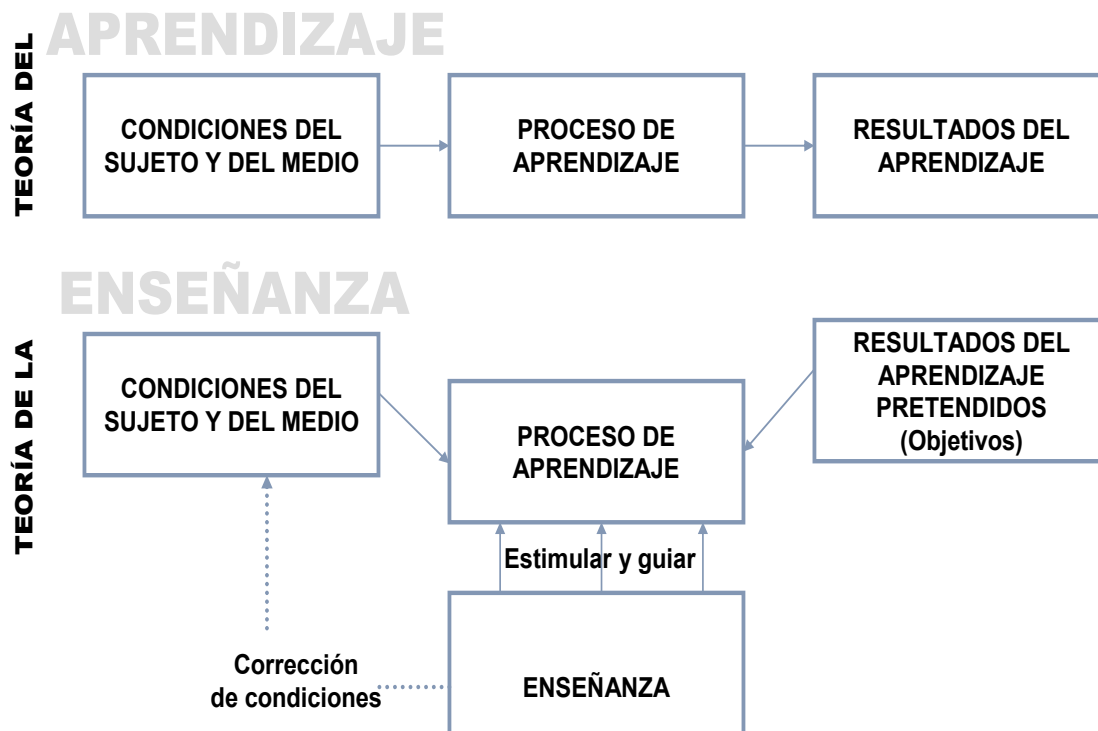 TEORÍA DEL
APRENDIZAJE
CONDICIONES DEL
SUJETO Y DEL MEDIO
PROCESO DE
APRENDIZAJE
RESULTADOS DEL
APRENDIZAJE
TEORÍA DE LA
ENSEÑANZA
CONDICIONES DEL
SUJETO Y DEL MEDIO
PROCESO DE
APRENDIZAJE
RESULTADOS DEL
APRENDIZAJE
PRETENDIDOS
(Objetivos)
Estimular y guiar
Corrección
de condiciones
ENSEÑANZA